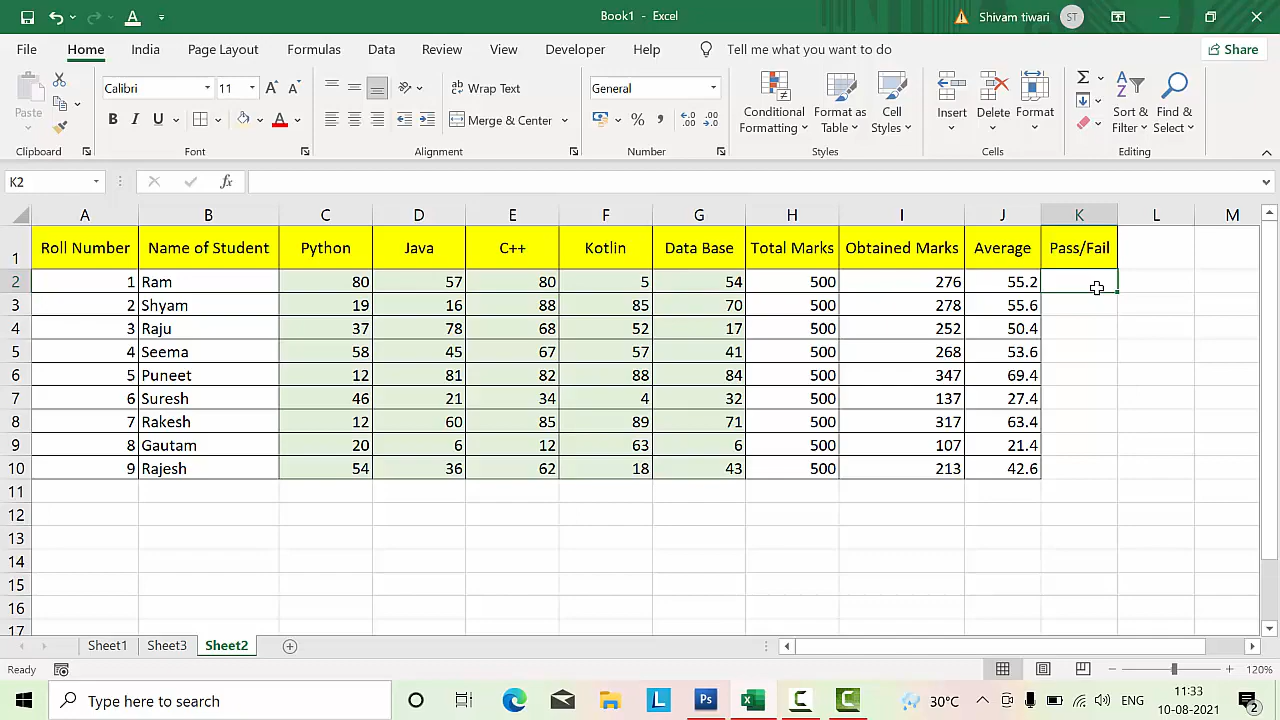 Book1 - Excel
Shivam tiwari ST
File Home India Page Layout Formulas Data Review View Developer Help Tell me what you want to do Share
Paste
Calibri 11
Wrap Text
General
Conditional Formatting
Format as Table
Cell Styles
Insert Delete Format
Sort & Filter
Find & Select
B I U A
Merge & Center
% ,
Clipboard Font Alignment Number Styles Cells Editing
K2 fx
A B C D E F G H I J K L M
1 Roll Number Name of Student Python Java C++ Kotlin Data Base Total Marks Obtained Marks Average Pass/Fail
2 1 Ram 80 57 80 5 54 500 276 55.2
3 2 Shyam 19 16 88 85 70 500 278 55.6
4 3 Raju 37 78 68 52 17 500 252 50.4
5 4 Seema 58 45 67 57 41 500 268 53.6
6 5 Puneet 12 81 82 88 84 500 347 69.4
7 6 Suresh 46 21 34 4 32 500 137 27.4
8 7 Rakesh 12 60 85 89 71 500 317 63.4
9 8 Gautam 20 6 12 63 6 500 107 21.4
10 9 Rajesh 54 36 62 18 43 500 213 42.6
11
12
13
14
15
16
17
Sheet1 Sheet3 Sheet2
Ready 120%
Type here to search
30°C ENG 11:33
10-08-2021 2